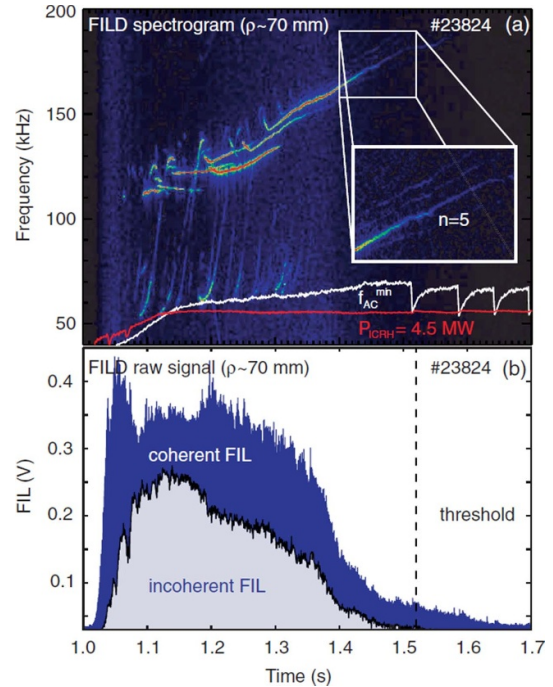 FILD spectrogram (ρ~70 mm) #23824 (a)
200
150
100
50
Frequency (kHz)
n=5
f_AC^min
P_ICRH = 4.5 MW
FILD raw signal (ρ~70 mm) #23824 (b)
0.4
0.3
0.2
0.1
FIL (V)
coherent FIL
threshold
incoherent FIL
1.0 1.1 1.2 1.3 1.4 1.5 1.6 1.7
Time (s)